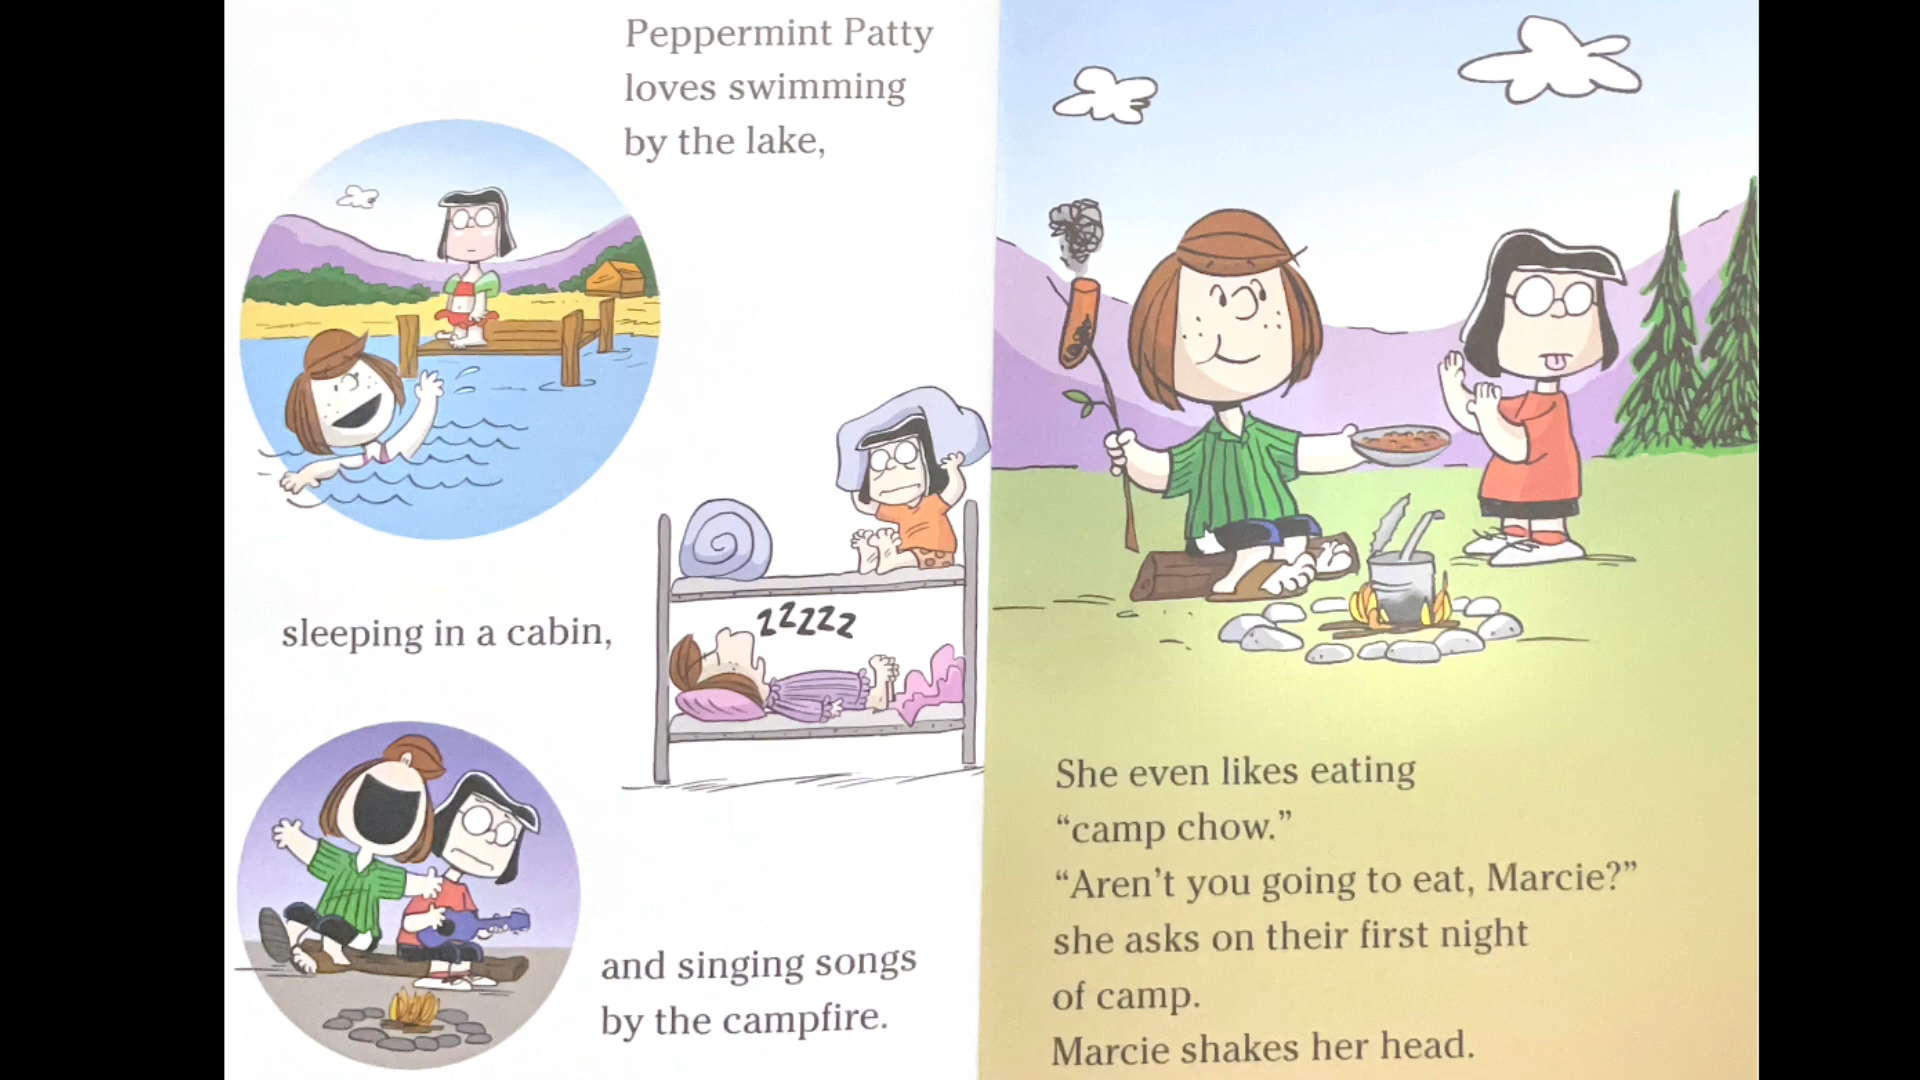 Peppermint Patty
loves swimming
by the lake,
sleeping in a cabin,
ZZZZZ
and singing songs
by the campfire.
She even likes eating
“camp chow.”
“Aren’t you going to eat, Marcie?”
she asks on their first night
of camp.
Marcie shakes her head.